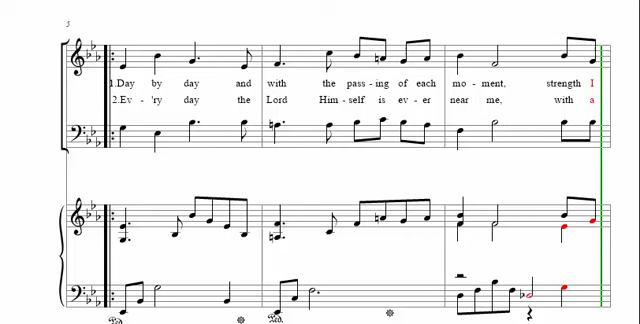 5
1.Day by day and with the pass - ing of each mo - ment, strength I
2.Ev - 'ry day the Lord Him - self is ev - er near me, with a